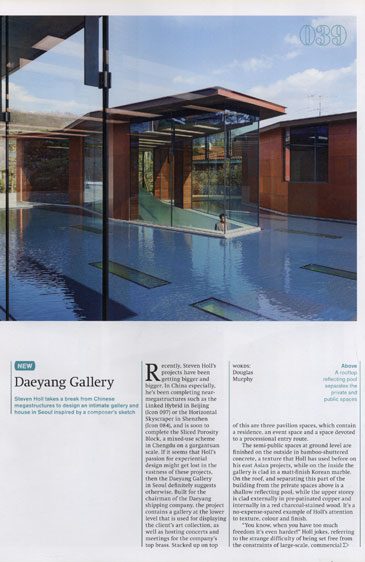 039
NEW
Daeyang Gallery
Steven Holl takes a break from Chinese
megastructures to design an intimate gallery and
house in Seoul inspired by a composer's sketch
Recently, Steven Holl's
projects have been
getting bigger and
bigger. In China especially,
he's been completing near-
megastructures such as the
Linked Hybrid in Beijing
(Icon 097) or the Horizontal
Skyscraper in Shenzhen
(Icon 084), and is soon to
complete the Sliced Porosity
Block, a mixed-use scheme
in Chengdu on a gargantuan
scale. If it seems that Holl's
passion for experiential
design might get lost in the
vastness of these projects,
then the Daeyang Gallery
in Seoul definitely suggests
otherwise. Built for the
chairman of the Daeyang
shipping company, the project
contains a gallery at the lower
level that is used for displaying
the client's art collection, as
well as hosting concerts and
meetings for the company's
top brass. Stacked up on top
WORDS:
Douglas
Murphy
Above
A rooftop
reflecting pool
separates the
private and
public spaces
of this are three pavilion spaces, which contain
a residence, an event space and a space devoted
to a processional entry route.
The semi-public spaces at ground level are
finished on the outside in bamboo-shuttered
concrete, a texture that Holl has used before on
his east Asian projects, while on the inside the
gallery is clad in a matt-finish Korean marble.
On the roof, and separating this part of the
building from the private spaces above is a
shallow reflecting pool, while the upper storey
is clad externally in pre-patinated copper and
internally in a red charcoal-stained wood. It's a
no-expense-spared example of Holl's attention
to texture, colour and finish.
"You know, when you have too much
freedom it's even harder!" Holl jokes, referring
to the strange difficulty of being set free from
the constraints of large-scale, commercial